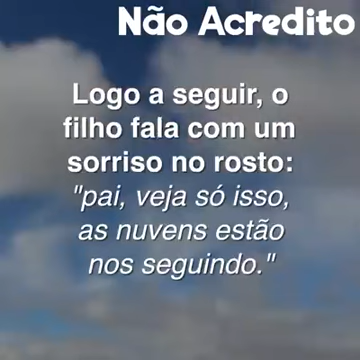 Não Acredito
Logo a seguir, o
filho fala com um
sorriso no rosto:
"pai, veja só isso,
as nuvens estão
nos seguindo."